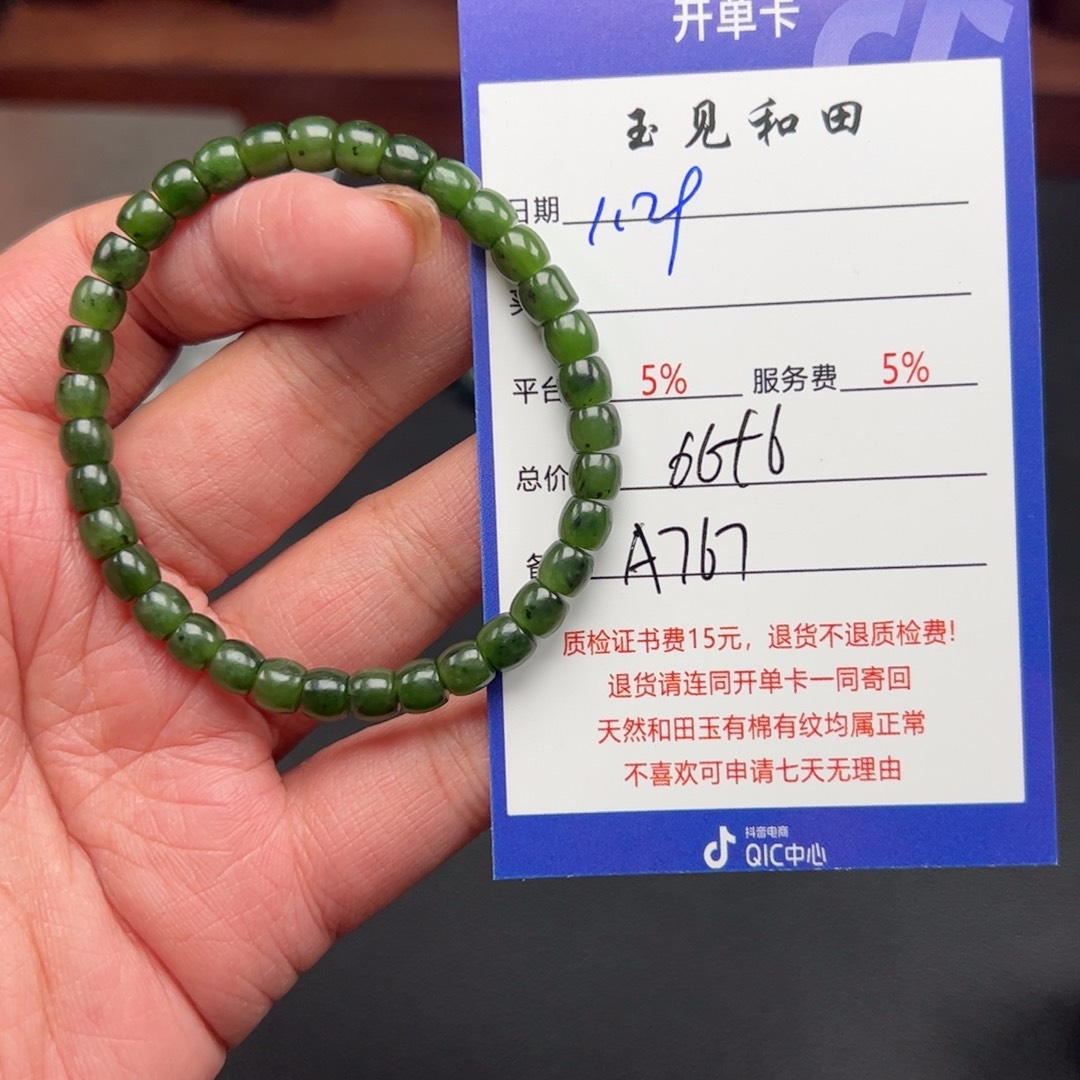 开单卡
玉见和田
日期 11.29
平台 5% 服务费 5%
总价
A767
质检证书费15元，退货不退质检费！
退货请连同开单卡一同寄回
天然和田玉有棉有纹均属正常
不喜欢可申请七天无理由
抖音电商
QIC中心